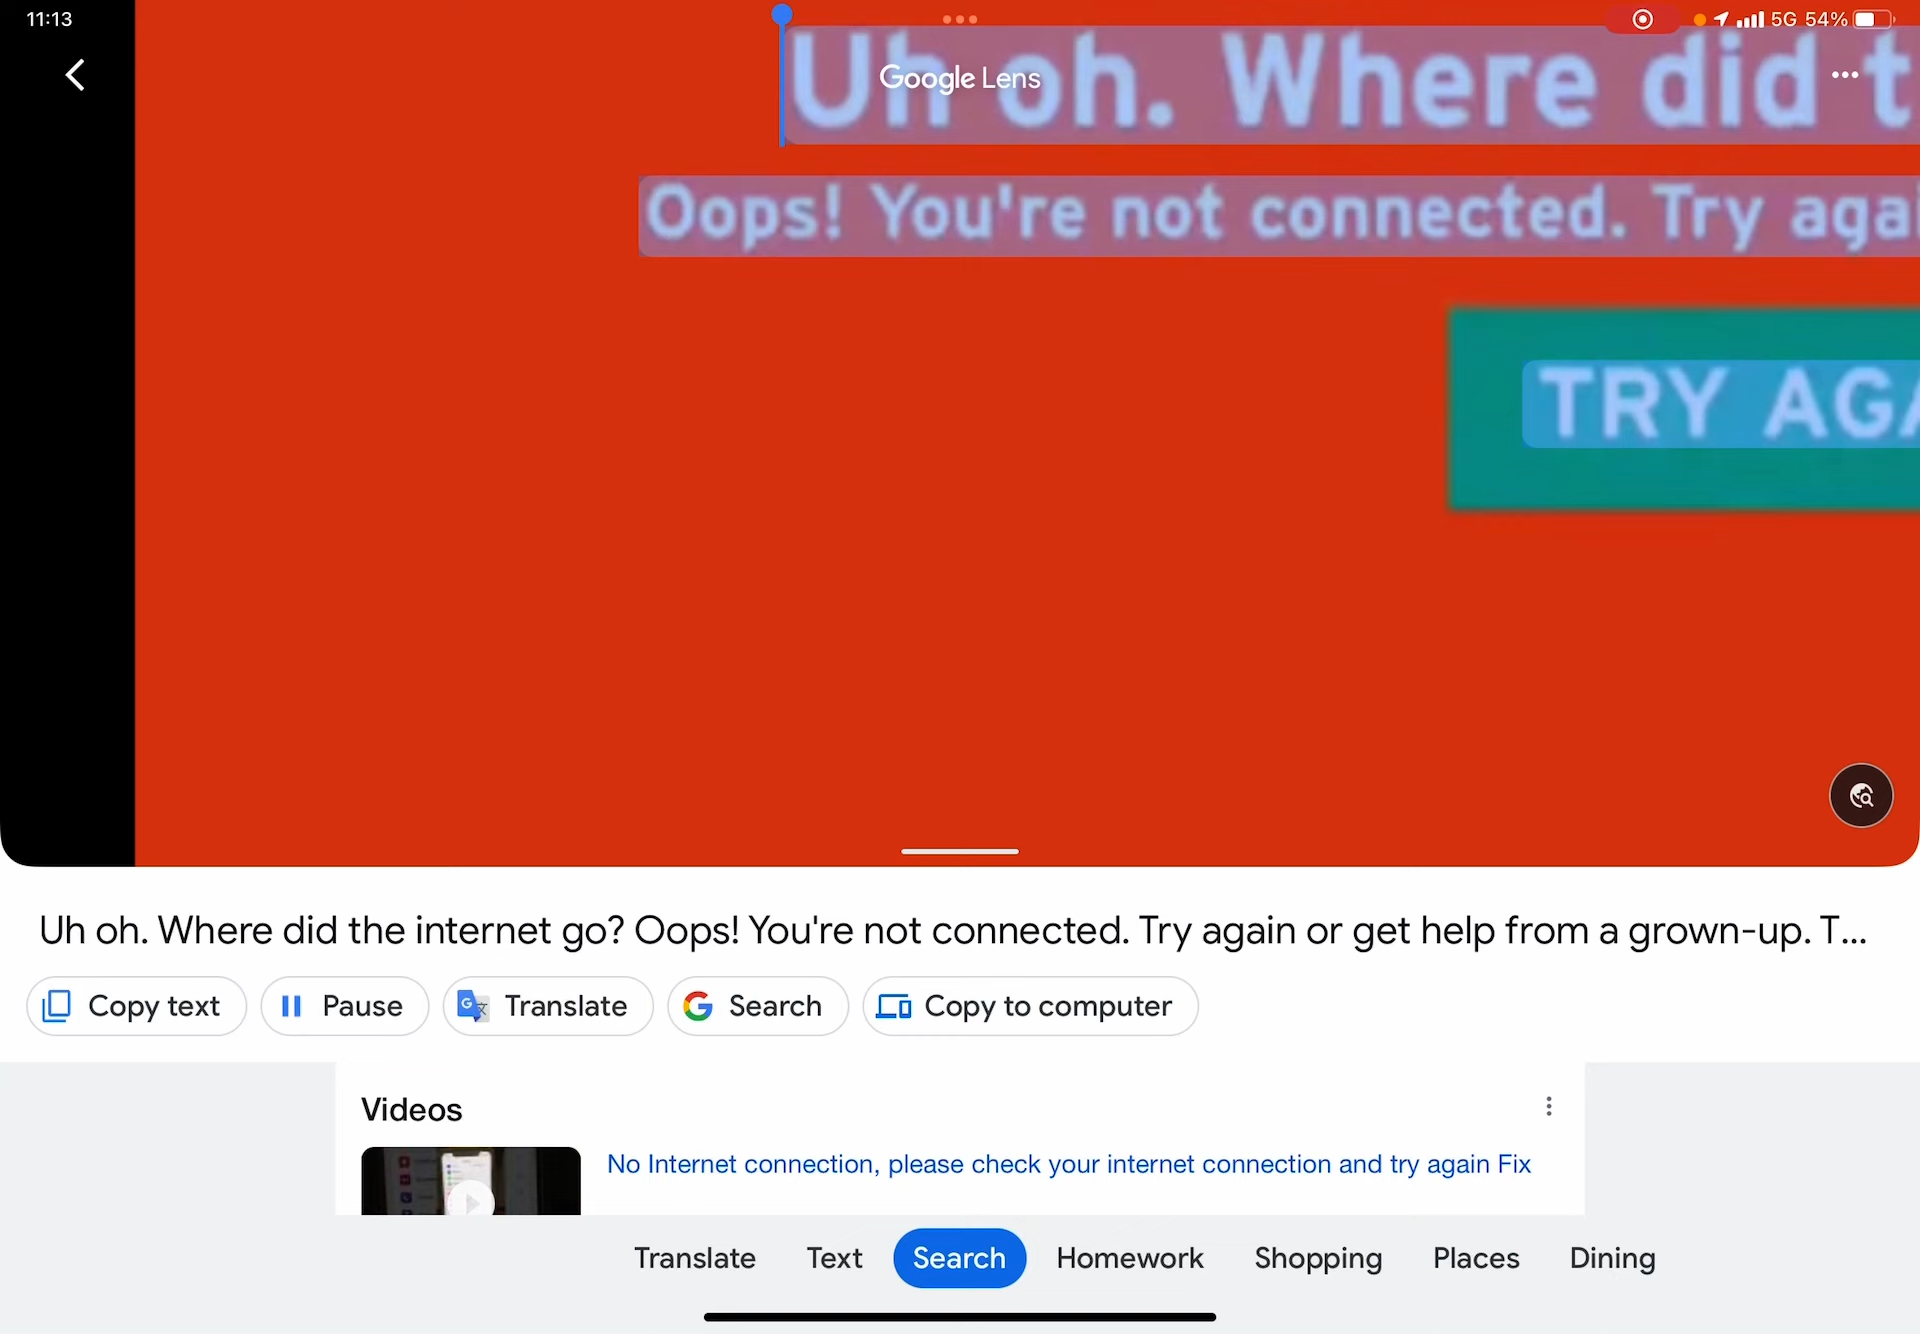 11:13
5G 54%
Google Lens
Uh oh. Where did t
Oops! You're not connected. Try agai
TRY AGA
Uh oh. Where did the internet go? Oops! You're not connected. Try again or get help from a grown-up. T...
Copy text
Pause
Translate
Search
Copy to computer
Videos
No Internet connection, please check your internet connection and try again Fix
Translate
Text
Search
Homework
Shopping
Places
Dining